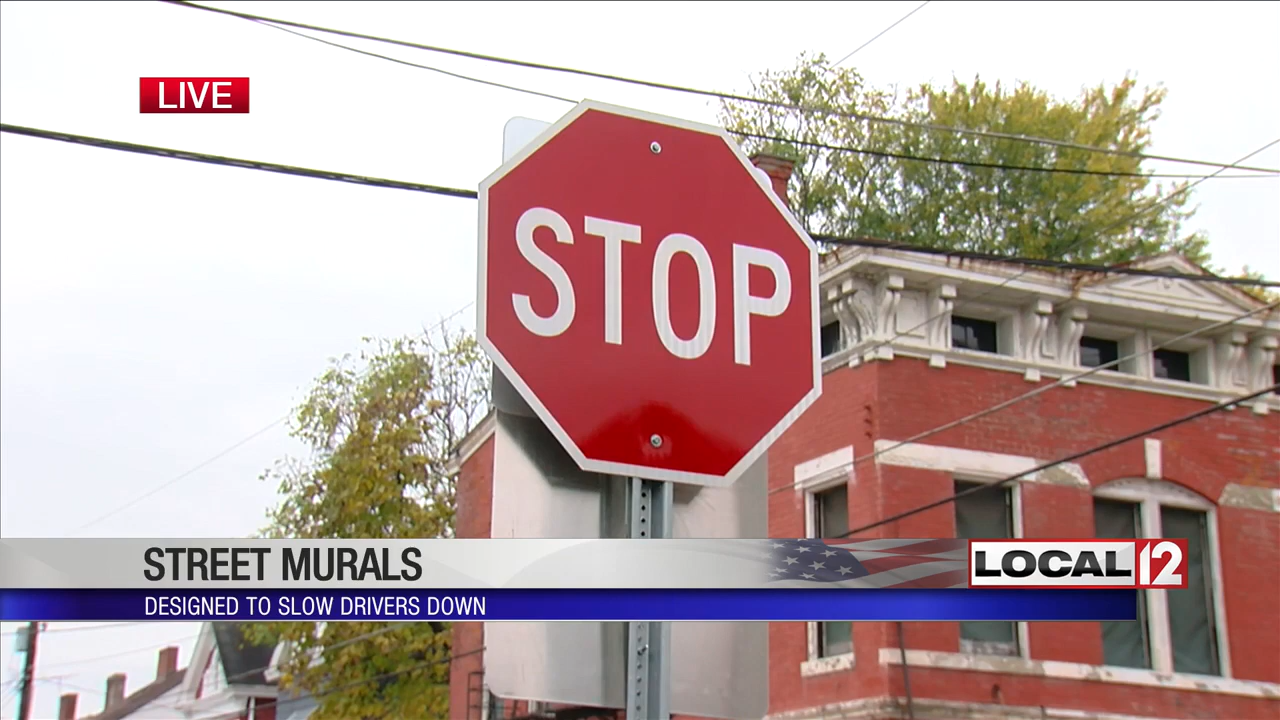 LIVE
STOP
STREET MURALS
LOCAL 12
DESIGNED TO SLOW DRIVERS DOWN